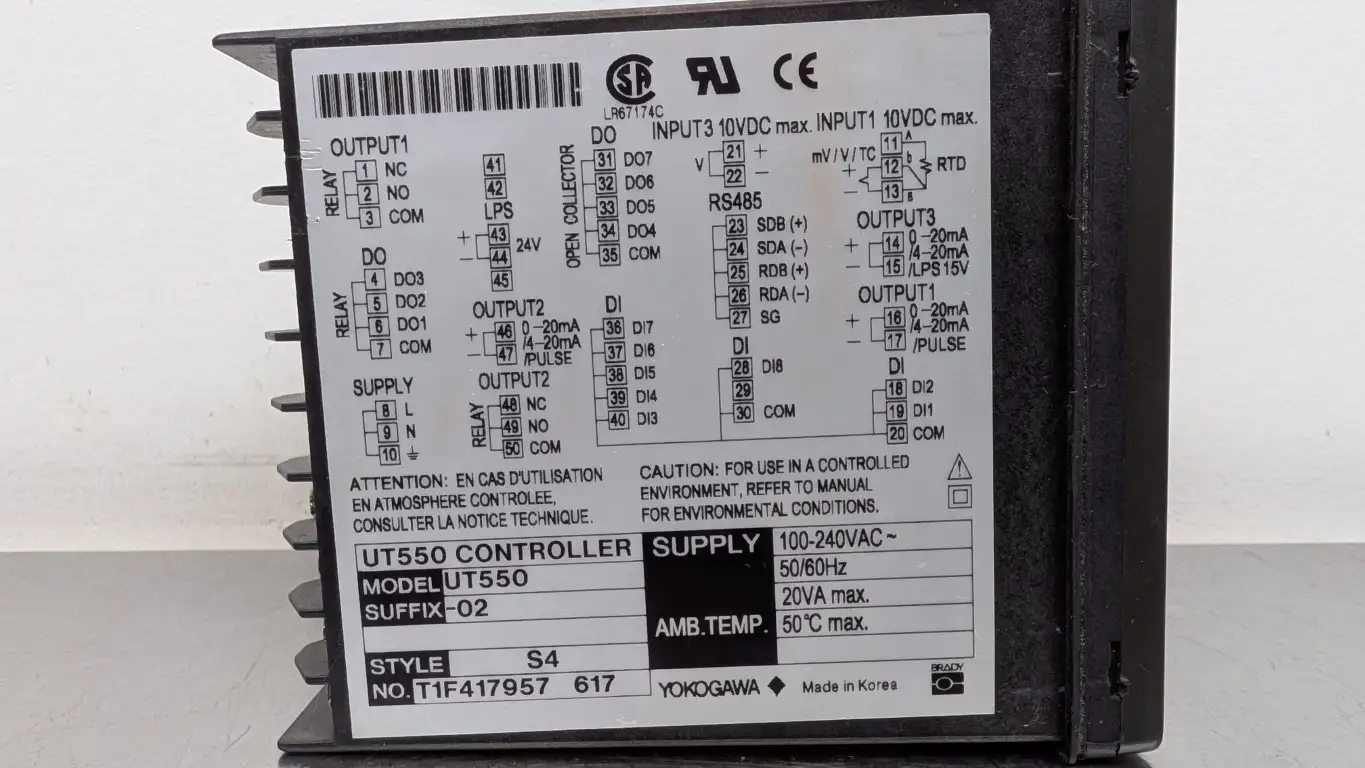 LR67174C
OUTPUT1
RELAY
1 NC
2 NO
3 COM
DO
RELAY
4 DO3
5 DO2
6 DO1
7 COM
SUPPLY
8 L
9 N
10
41
42
LPS
+ 43 24V
− 44
45
OUTPUT2
+ 46 0–20mA
/4–20mA
− 47 /PULSE
OUTPUT2
RELAY
48 NC
49 NO
50 COM
DO
OPEN COLLECTOR
31 DO7
32 DO6
33 DO5
34 DO4
35 COM
DI
36 DI7
37 DI6
38 DI5
39 DI4
40 DI3
INPUT3 10VDC max.
V
21 +
22 −
RS485
23 SDB (+)
24 SDA (−)
25 RDB (+)
26 RDA (−)
27 SG
DI
28 DI8
29
30 COM
INPUT1 10VDC max.
mV / V / TC
11 A
+ 12 b RTD
− 13 B
OUTPUT3
+ 14 0–20mA
/4–20mA
− 15 /LPS 15V
OUTPUT1
+ 16 0–20mA
/4–20mA
− 17 /PULSE
DI
18 DI2
19 DI1
20 COM
ATTENTION: EN CAS D'UTILISATION
EN ATMOSPHERE CONTROLEE,
CONSULTER LA NOTICE TECHNIQUE.
CAUTION: FOR USE IN A CONTROLLED
ENVIRONMENT, REFER TO MANUAL
FOR ENVIRONMENTAL CONDITIONS.
UT550 CONTROLLER
MODEL UT550
SUFFIX -02
STYLE S4
NO. T1F417957 617
SUPPLY 100-240VAC ~
50/60Hz
20VA max.
AMB.TEMP. 50°C max.
YOKOGAWA ◆ Made in Korea
BRADY